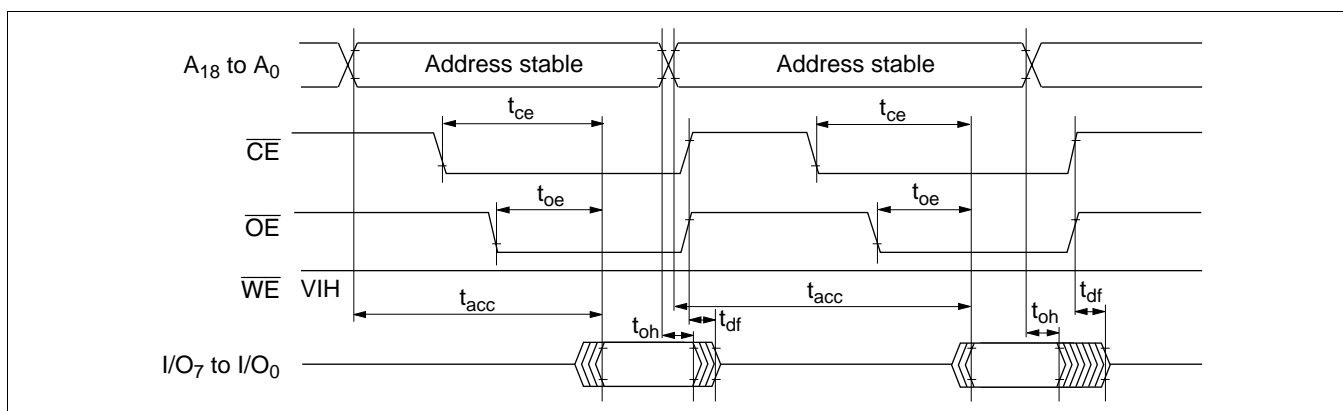 A18 to A0 Address stable Address stable
tce tce
CE
toe toe
OE
WE VIH
tacc tacc tdf
toh tdf toh
I/O7 to I/O0